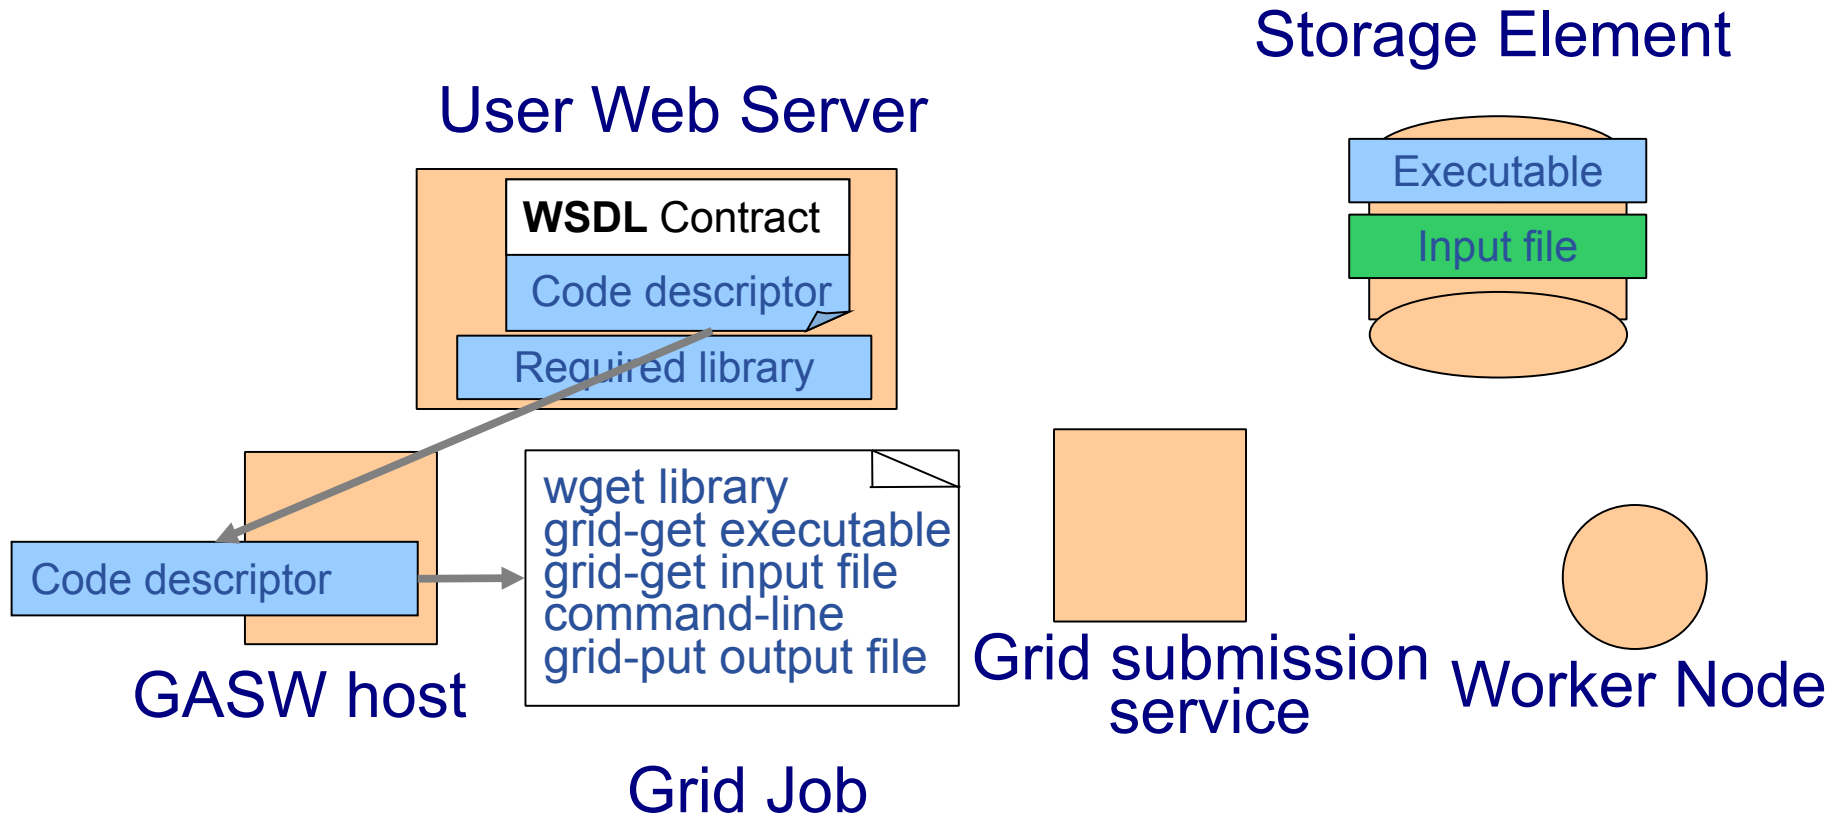 Storage Element
User Web Server
Executable
WSDL Contract
Input file
Code descriptor
Required library
wget library
grid-get executable
grid-get input file
command-line
grid-put output file
Code descriptor
GASW host
Grid submission
service
Worker Node
Grid Job